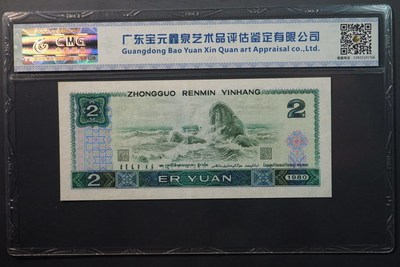 CMG
广东宝元鑫泉艺术品评估鉴定有限公司
Guangdong Bao Yuan Xin Quan art Appraisal co.,Ltd.
ZHONGGUO RENMIN YINHANG
2
2
2
ER YUAN
1980